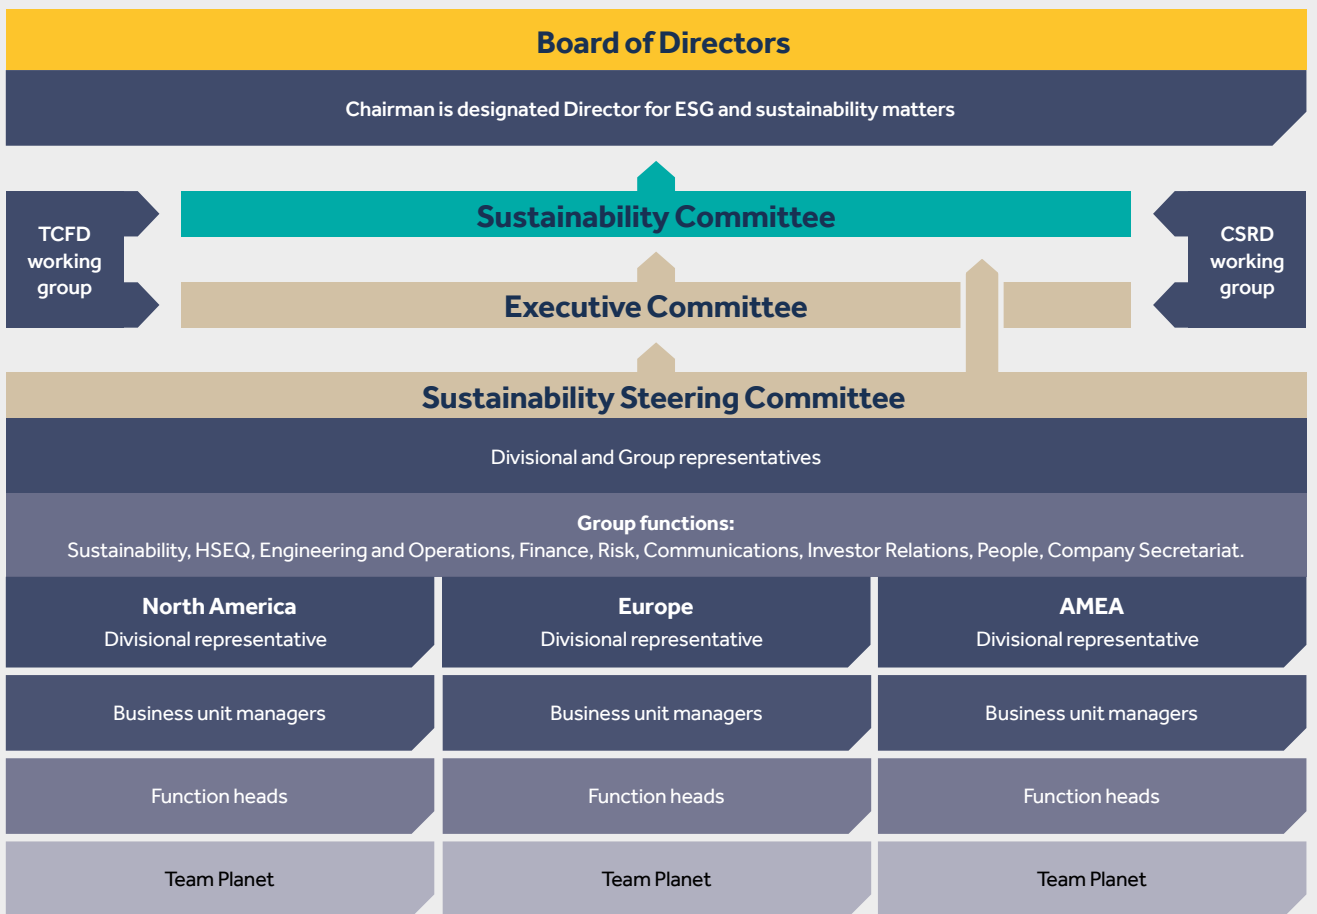 Board of Directors
Chairman is designated Director for ESG and sustainability matters
TCFD
working
group
Sustainability Committee
CSRD
working
group
Executive Committee
Sustainability Steering Committee
Divisional and Group representatives
Group functions:
Sustainability, HSEQ, Engineering and Operations, Finance, Risk, Communications, Investor Relations, People, Company Secretariat.
North America
Divisional representative
Europe
Divisional representative
AMEA
Divisional representative
Business unit managers
Business unit managers
Business unit managers
Function heads
Function heads
Function heads
Team Planet
Team Planet
Team Planet